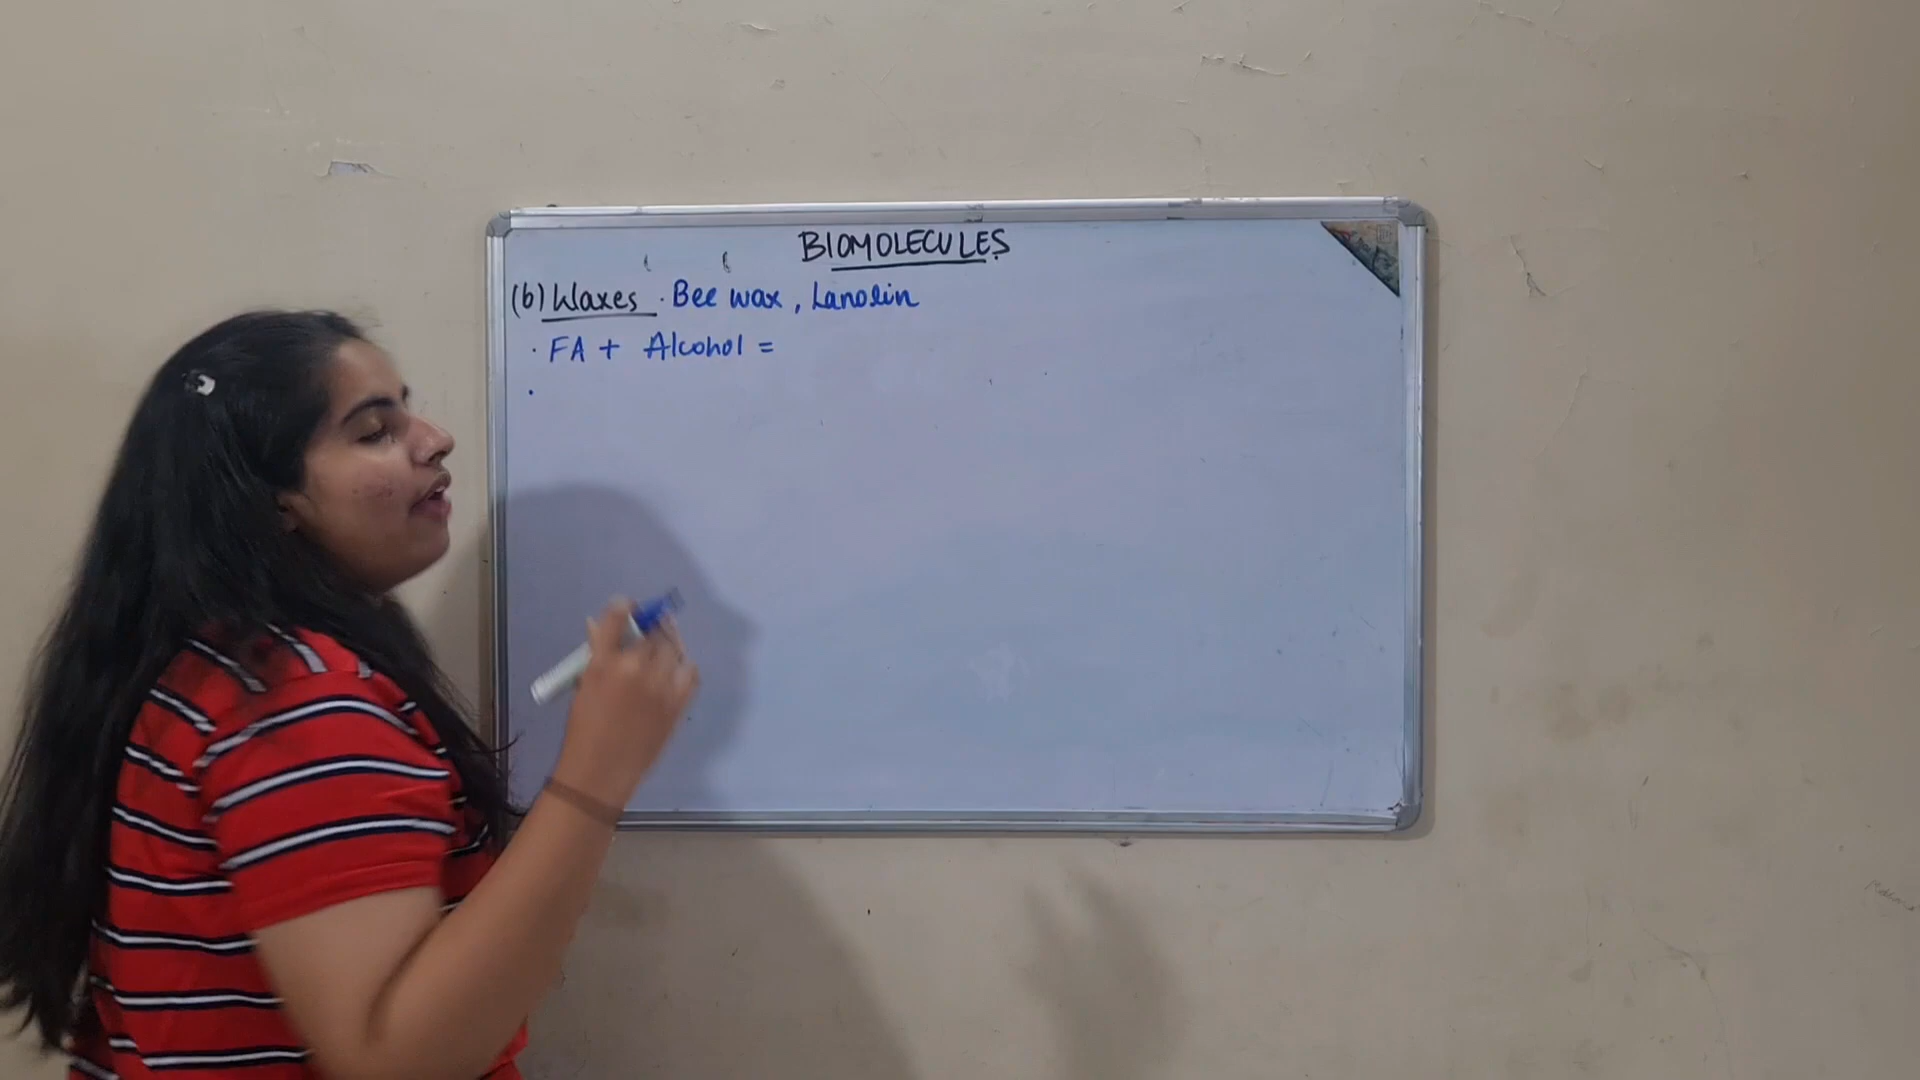 BIOMOLECULES
(b) Waxes . Bee wax, Lanolin
. FA + Alcohol =
.